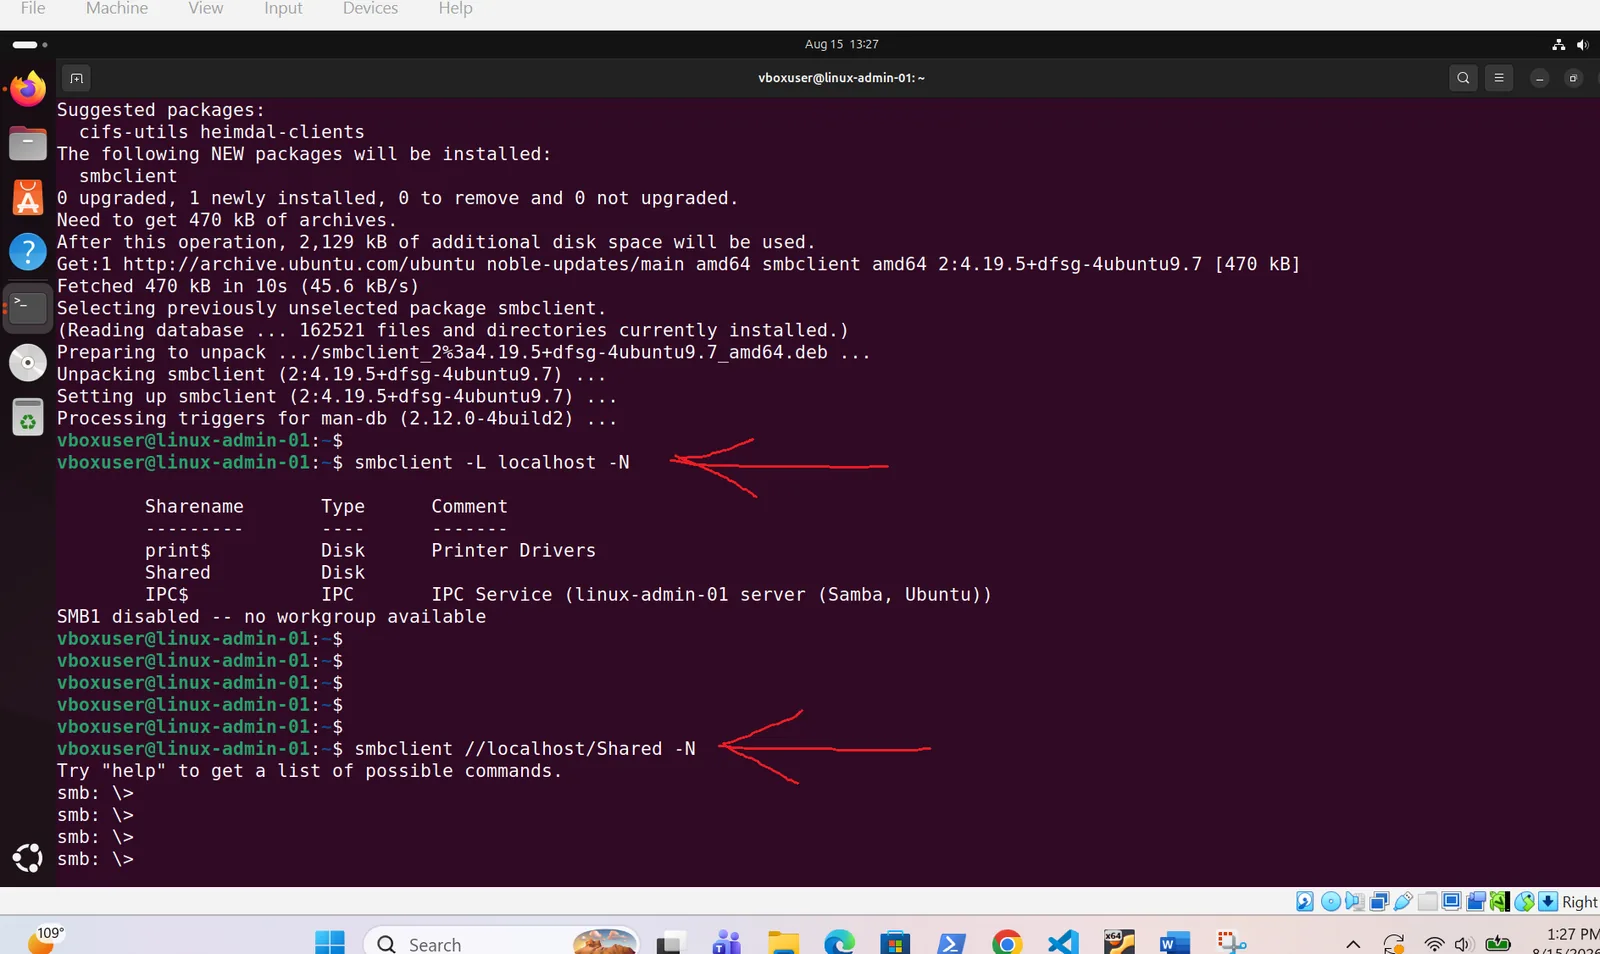 File Machine View Input Devices Help
Aug 15 13:27
vboxuser@linux-admin-01: ~
Suggested packages:
  cifs-utils heimdal-clients
The following NEW packages will be installed:
  smbclient
0 upgraded, 1 newly installed, 0 to remove and 0 not upgraded.
Need to get 470 kB of archives.
After this operation, 2,129 kB of additional disk space will be used.
Get:1 http://archive.ubuntu.com/ubuntu noble-updates/main amd64 smbclient amd64 2:4.19.5+dfsg-4ubuntu9.7 [470 kB]
Fetched 470 kB in 10s (45.6 kB/s)
Selecting previously unselected package smbclient.
(Reading database ... 162521 files and directories currently installed.)
Preparing to unpack .../smbclient_2%3a4.19.5+dfsg-4ubuntu9.7_amd64.deb ...
Unpacking smbclient (2:4.19.5+dfsg-4ubuntu9.7) ...
Setting up smbclient (2:4.19.5+dfsg-4ubuntu9.7) ...
Processing triggers for man-db (2.12.0-4build2) ...
vboxuser@linux-admin-01:~$
vboxuser@linux-admin-01:~$ smbclient -L localhost -N
Sharename Type Comment
--------- ---- -------
print$ Disk Printer Drivers
Shared Disk
IPC$ IPC IPC Service (linux-admin-01 server (Samba, Ubuntu))
SMB1 disabled -- no workgroup available
vboxuser@linux-admin-01:~$
vboxuser@linux-admin-01:~$
vboxuser@linux-admin-01:~$
vboxuser@linux-admin-01:~$
vboxuser@linux-admin-01:~$
vboxuser@linux-admin-01:~$ smbclient //localhost/Shared -N
Try "help" to get a list of possible commands.
smb: \>
smb: \>
smb: \>
smb: \>
Right
109°
Search
1:27 PM